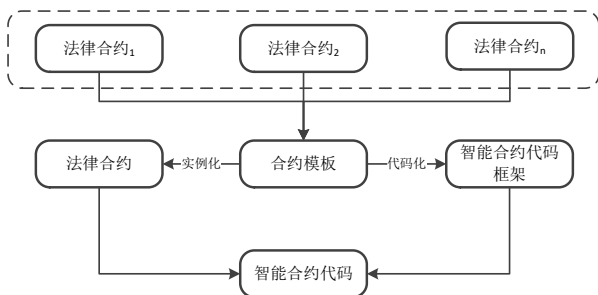 法律合约₁
法律合约₂
法律合约ₙ
法律合约
实例化
合约模板
代码化
智能合约代码
框架
智能合约代码